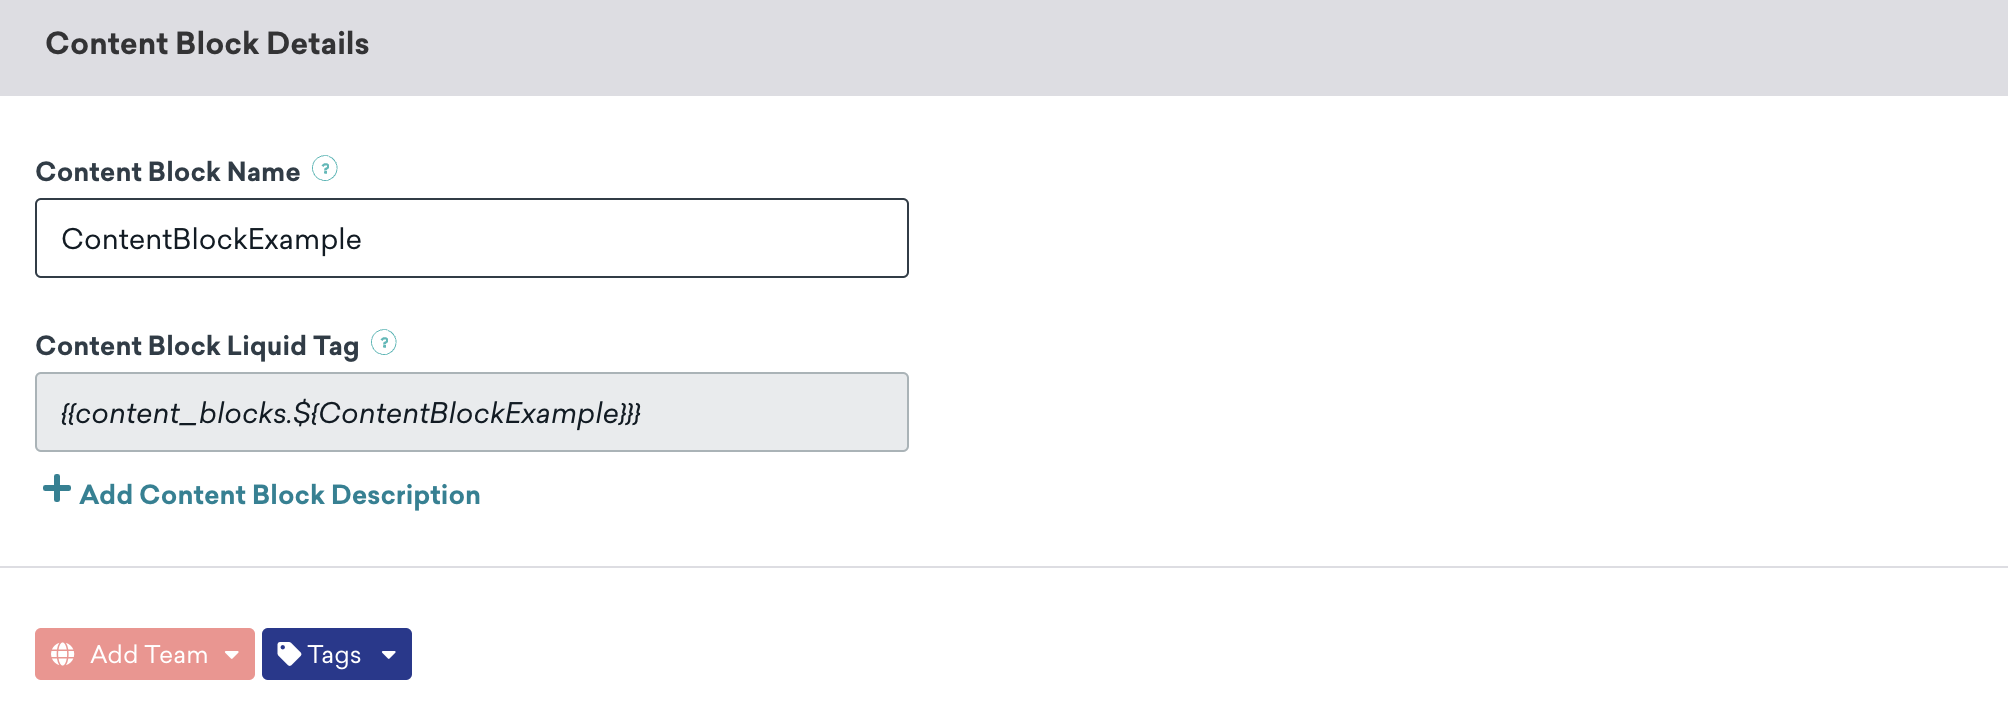 Content Block Details
Content Block Name ?
ContentBlockExample
Content Block Liquid Tag ?
{{content_blocks.${ContentBlockExample}}}
Add Content Block Description
Add Team Tags